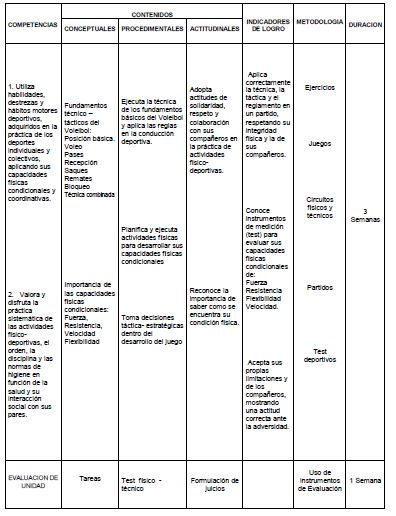 COMPETENCIAS
CONTENIDOS
CONCEPTUALES
PROCEDIMENTALES
ACTITUDINALES
INDICADORES
DE LOGRO
METODOLOGIA
DURACION
1. Utiliza
habilidades,
destrezas y
hábitos motores
deportivos,
adquiridos en la
práctica de los
deportes
individuales y
colectivos,
aplicando sus
capacidades
físicas
condicionales y
coordinativas.
2. Valora y
disfruta la
práctica
sistemática de
las actividades
físico-
deportivas, el
orden, la
disciplina y las
normas de
higiene en
función de la
salud y su
interacción
social con sus
pares.
Fundamentos
técnico –
tácticos del
Voleibol:
Posición básica.
Voleo
Pases
Recepción
Saques
Remates
Bloqueo
Técnica combinada
Importancia de
las capacidades
físicas
condicionales:
Fuerza,
Resistencia,
Velocidad
Flexibilidad
Ejecuta la técnica
de los fundamentos
básicos del Voleibol
y aplica las reglas
en la conducción
deportiva.
Planifica y ejecuta
actividades físicas
para desarrollar sus
capacidades físicas
condicionales
Toma decisiones
táctica- estratégicas
dentro del
desarrollo del juego
Adopta
actitudes de
solidaridad,
respeto y
colaboración
con sus
compañeros en
la práctica de
actividades
físico-
deportivas.
Reconoce la
importancia de
saber como se
encuentra su
condición física.
Aplica
correctamente
la técnica, la
táctica y el
reglamento en
un partido,
respetando su
integridad
física y la de
sus
compañeros.
Conoce
instrumentos
de medición
(test) para
evaluar sus
capacidades
físicas
condicionales
de:
Fuerza
Resistencia
Flexibilidad
Velocidad.
Acepta sus
propias
limitaciones y
de los
compañeros,
mostrando
una actitud
correcta ante
la adversidad.
Ejercicios
Juegos
Circuitos
físicos y
técnicos
Partidos
Test
deportivos
3
Semanas
EVALUACION DE
UNIDAD
Tareas
Test físico -
técnico
Formulación de
juicios
Uso de
Instrumentos
de Evaluación
1 Semana